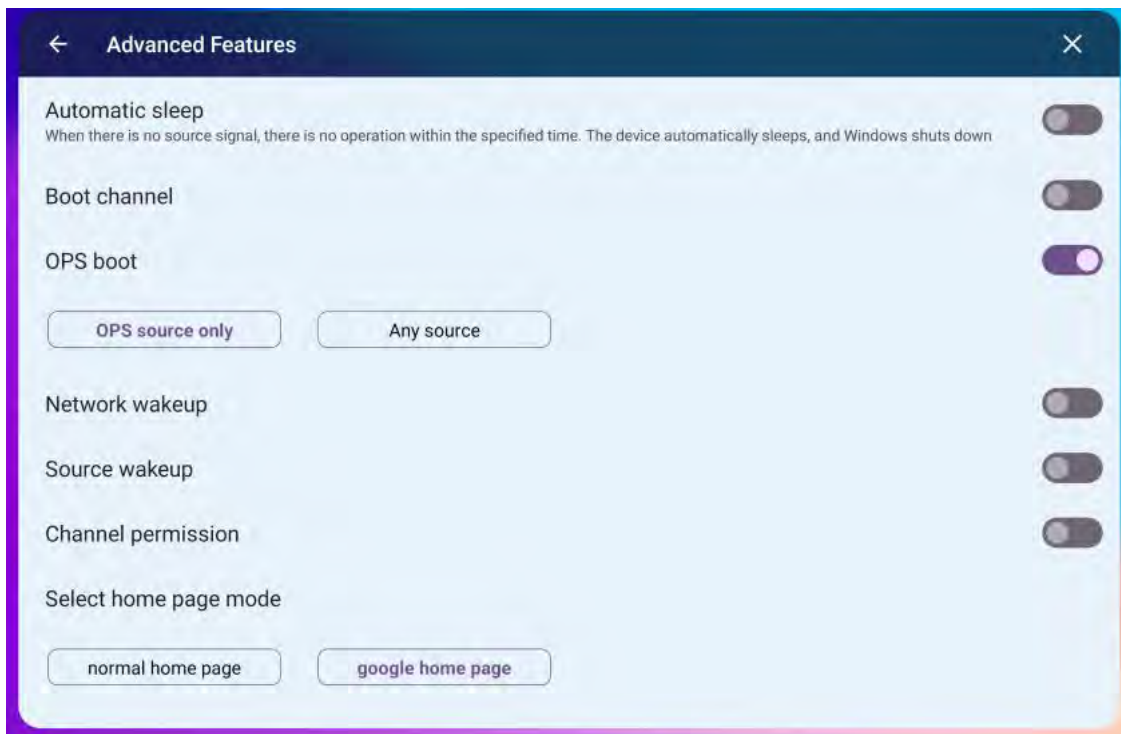 Advanced Features
Automatic sleep
When there is no source signal, there is no operation within the specified time. The device automatically sleeps, and Windows shuts down
Boot channel
OPS boot
OPS source only
Any source
Network wakeup
Source wakeup
Channel permission
Select home page mode
normal home page
google home page